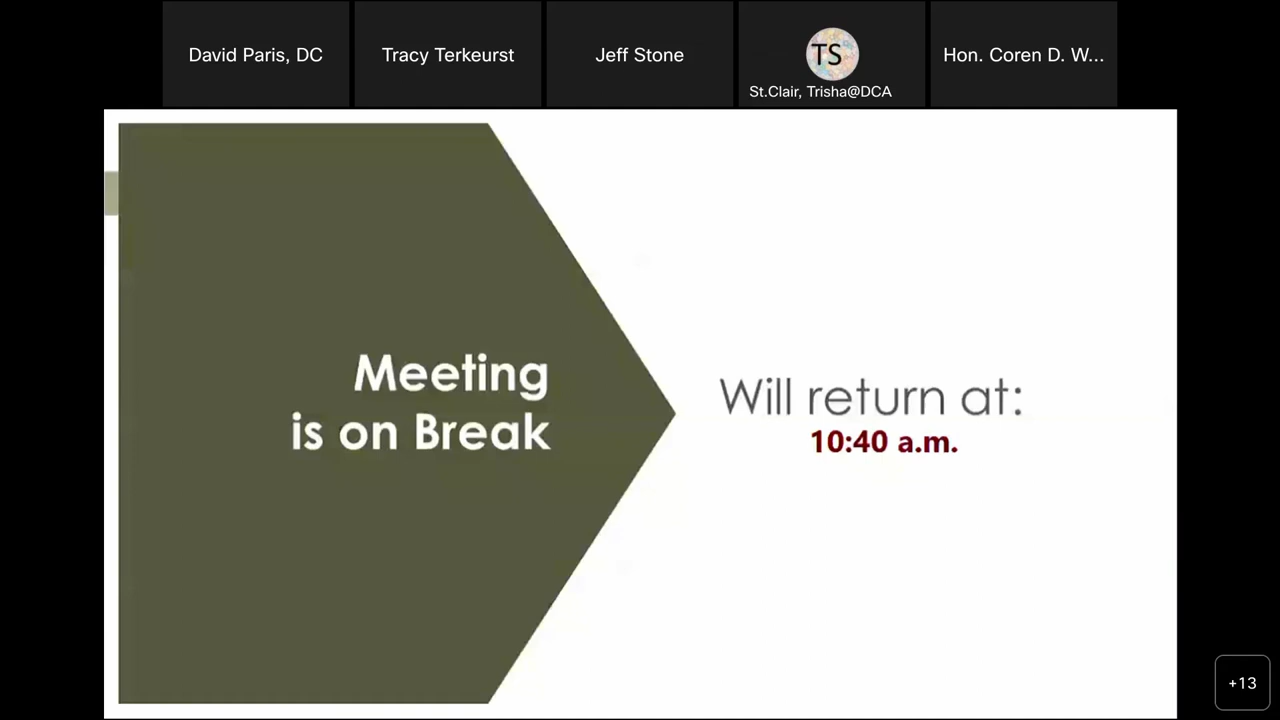 David Paris, DC
Tracy Terkeurst
Jeff Stone
TS
St.Clair, Trisha@DCA
Hon. Coren D. W...
Meeting
is on Break
Will return at:
10:40 a.m.
+13